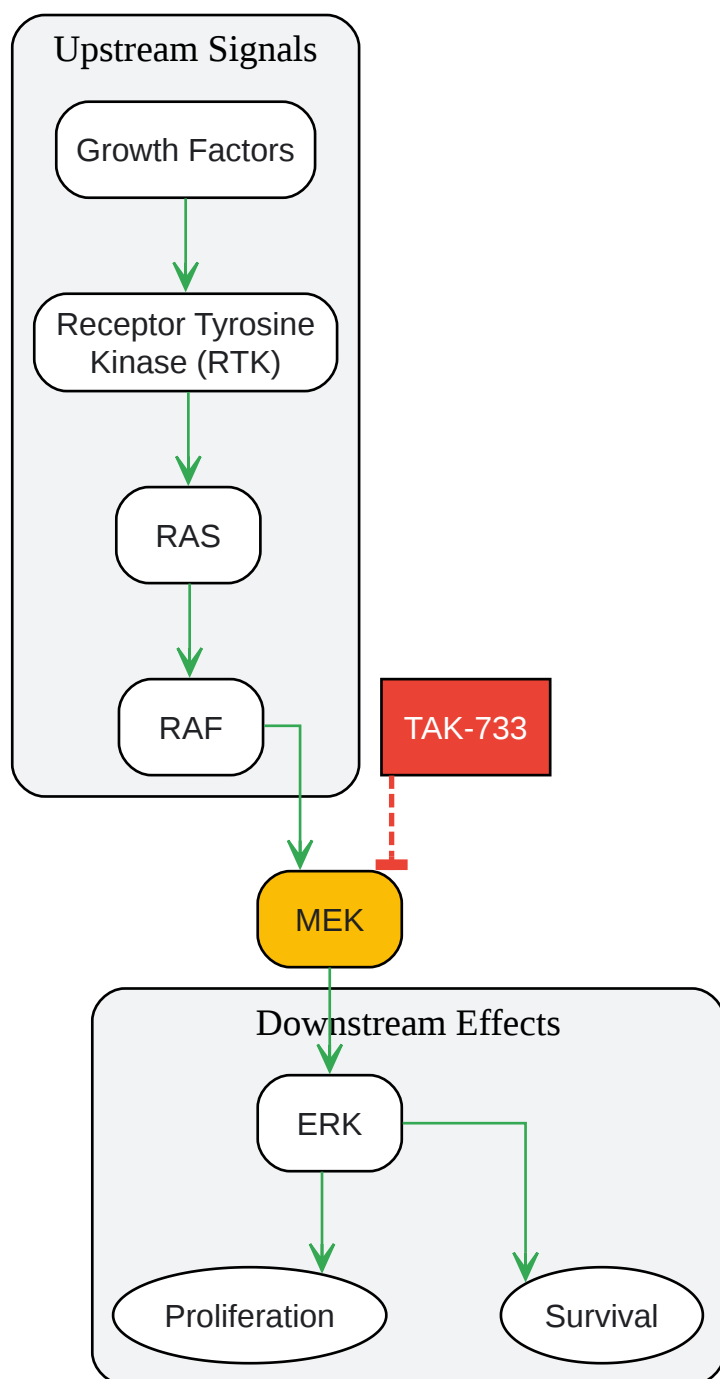 Upstream Signals
Growth Factors
Receptor Tyrosine
Kinase (RTK)
RAS
RAF
TAK-733
MEK
Downstream Effects
ERK
Proliferation
Survival